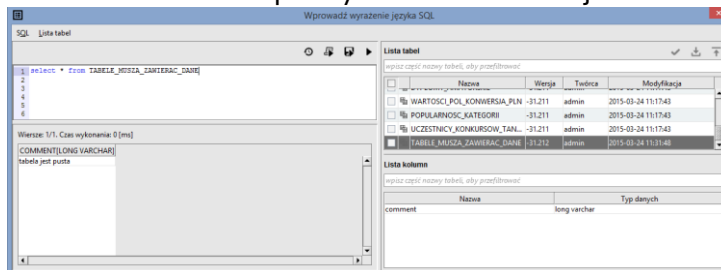 Wprowadź wyrażenie języka SQL
SQL Lista tabel
1 select * from TABELE_MUSZA_ZAWIERAC_DANE
2
3
4
5
6
Wiersze: 1/1. Czas wykonania: 0 [ms]
COMMENT[LONG VARCHAR]
tabela jest pusta
Lista tabel
wpisz część nazwy tabeli, aby przefiltrować
Nazwa Wersja Twórca Modyfikacja
WARTOSCI_POL_KONWERSJA_PLN -31.211 admin 2015-03-24 11:17:43
POPULARNOSC_KATEGORII -31.211 admin 2015-03-24 11:17:43
UCZESTNICY_KONKURSOW_TAN... -31.211 admin 2015-03-24 11:17:43
TABELE_MUSZA_ZAWIERAC_DANE -31.212 admin 2015-03-24 11:31:48
Lista kolumn
wpisz część nazwy tabeli, aby przefiltrować
Nazwa Typ danych
comment long varchar